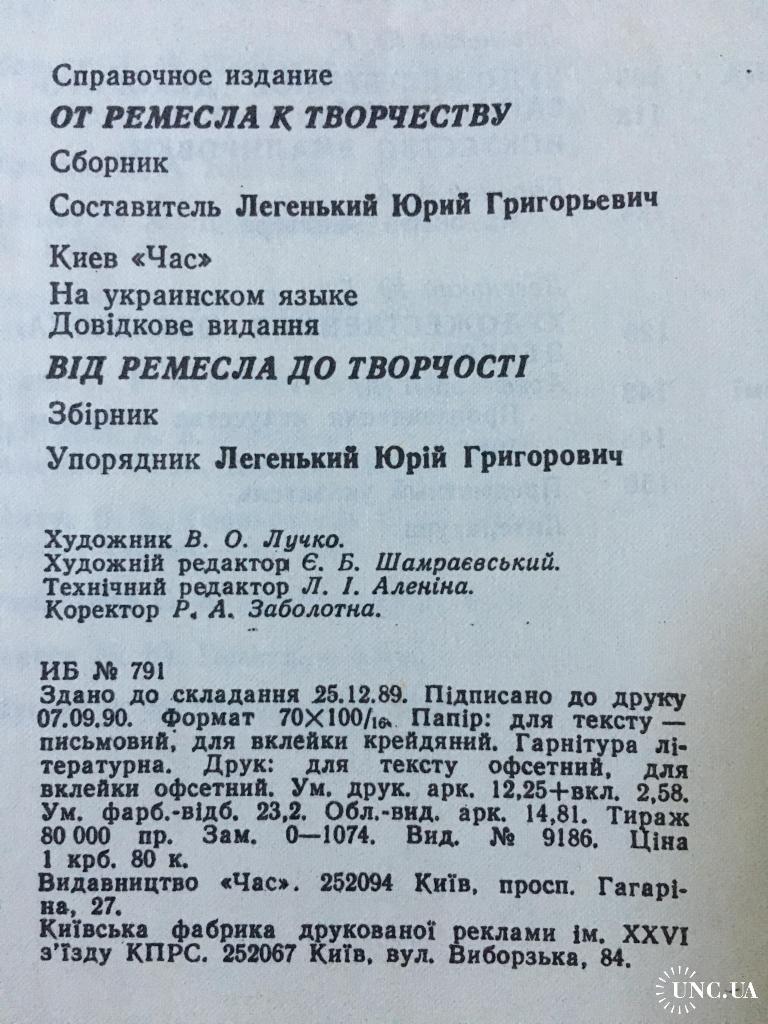 Справочное издание
ОТ РЕМЕСЛА К ТВОРЧЕСТВУ
Сборник
Составитель Легенький Юрий Григорьевич
Киев «Час»
На украинском языке
Довідкове видання
ВІД РЕМЕСЛА ДО ТВОРЧОСТІ
Збірник
Упорядник Легенький Юрій Григорович
Художник В. О. Лучко.
Художній редактор Є. Б. Шамраєвський.
Технічний редактор Л. І. Аленіна.
Коректор Р. А. Заболотна.
ИБ № 791
Здано до складання 25.12.89. Підписано до друку
07.09.90. Формат 70×100/16. Папір: для тексту —
письмовий, для вклейки крейдяний. Гарнітура лі-
тературна. Друк: для тексту офсетний, для
вклейки офсетний. Ум. друк. арк. 12,25+вкл. 2,58.
Ум. фарб.-відб. 23,2. Обл.-вид. арк. 14,81. Тираж
80 000 пр. Зам. 0—1074. Вид. № 9186. Ціна
1 крб. 80 к.
Видавництво «Час». 252094 Київ, просп. Гагарі-
на, 27.
Київська фабрика друкованої реклами ім. XXVI
з'їзду КПРС. 252067 Київ, вул. Виборзька, 84.
UNC.UA